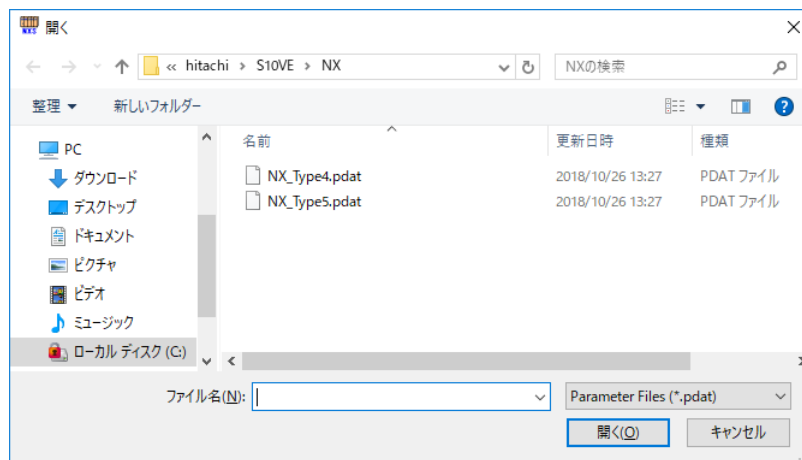 NXS 開く
« hitachi › S10VE › NX
NXの検索
整理 新しいフォルダー
名前 更新日時 種類
NX_Type4.pdat 2018/10/26 13:27 PDAT ファイル
NX_Type5.pdat 2018/10/26 13:27 PDAT ファイル
PC
ダウンロード
デスクトップ
ドキュメント
ピクチャ
ビデオ
ミュージック
ローカル ディスク (C:)
ファイル名(N):
Parameter Files (*.pdat)
開く(O) キャンセル